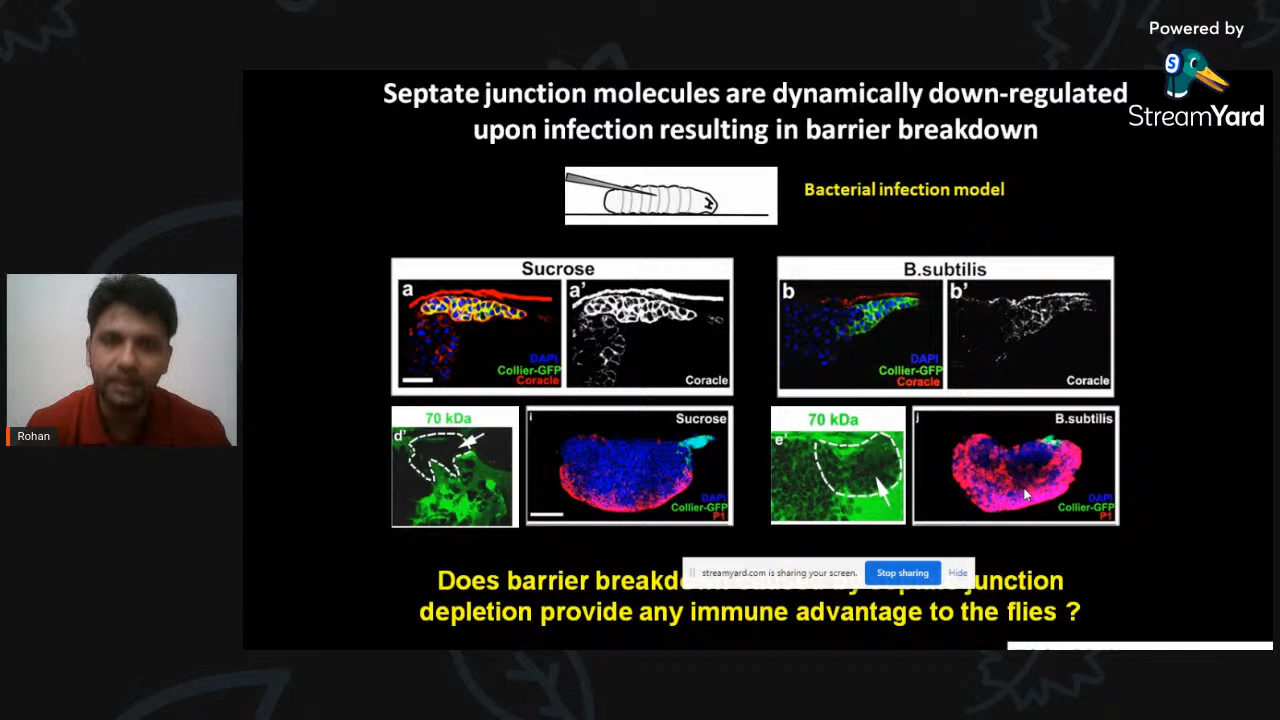 Powered by
StreamYard
Septate junction molecules are dynamically down-regulated
upon infection resulting in barrier breakdown
Bacterial infection model
Sucrose
a
a'
DAPI
Collier-GFP
Coracle
Coracle
B.subtilis
b
b'
DAPI
Collier-GFP
Coracle
Coracle
70 kDa
d'
i
Sucrose
DAPI
Collier-GFP
P1
70 kDa
e'
j
B.subtilis
DAPI
Collier-GFP
P1
Rohan
streamyard.com is sharing your screen.
Stop sharing
Hide
Does barrier junction
depletion provide any immune advantage to the flies ?